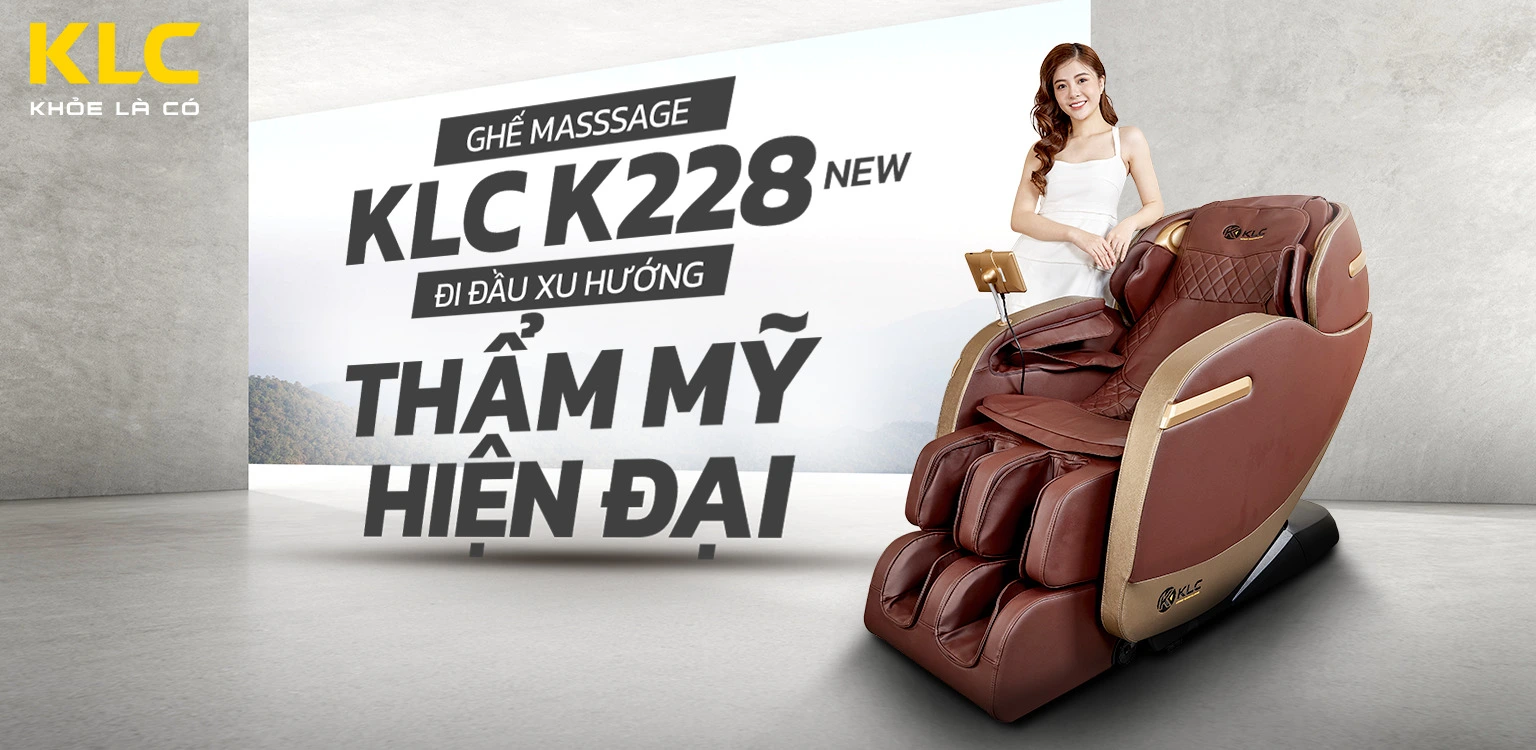 KLC
KHỎE LÀ CÓ
GHẾ MASSSAGE
KLC K228 NEW
ĐI ĐẦU XU HƯỚNG
THẨM MỸ
HIỆN ĐẠI
KLC
KLC